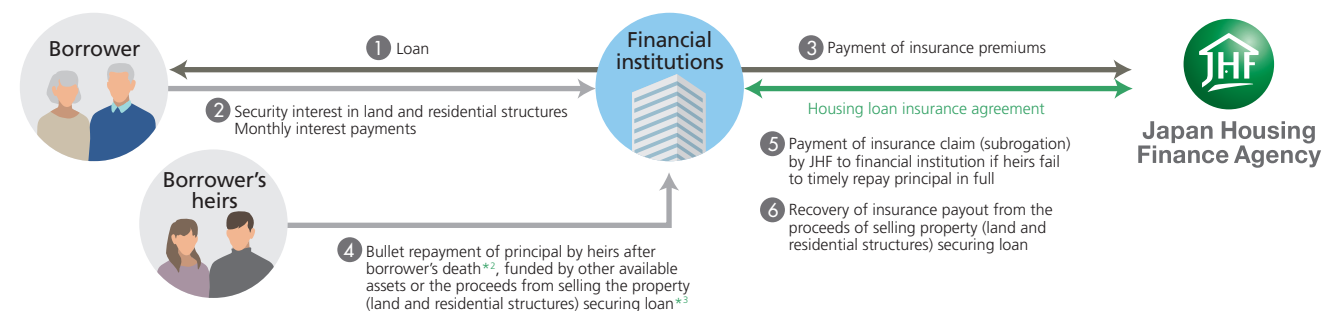 Borrower
1 Loan
2 Security interest in land and residential structures
Monthly interest payments
Financial
institutions
3 Payment of insurance premiums
Housing loan insurance agreement
JHF
Japan Housing
Finance Agency
Borrower's
heirs
4 Bullet repayment of principal by heirs after
borrower's death*2, funded by other available
assets or the proceeds from selling the property
(land and residential structures) securing loan*3
5 Payment of insurance claim (subrogation)
by JHF to financial institution if heirs fail
to timely repay principal in full
6 Recovery of insurance payout from the
proceeds of selling property (land and
residential structures) securing loan